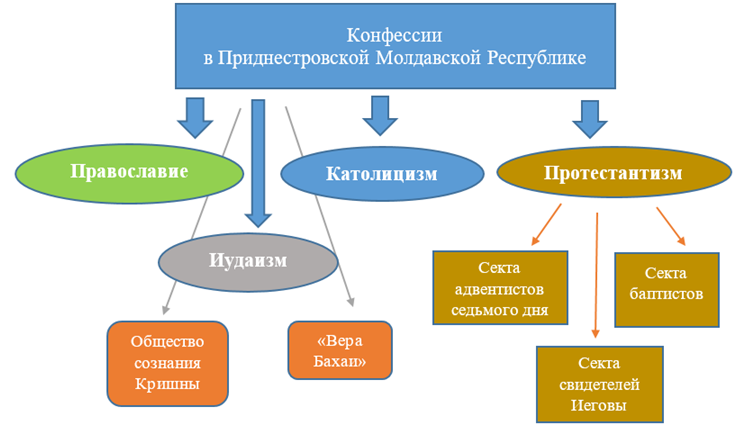 Конфессии
в Приднестровской Молдавской Республике
Православие
Католицизм
Протестантизм
Иудаизм
Секта
адвентистов
седьмого дня
Секта
баптистов
Общество
сознания
Кришны
«Вера
Бахаи»
Секта
свидетелей
Иеговы